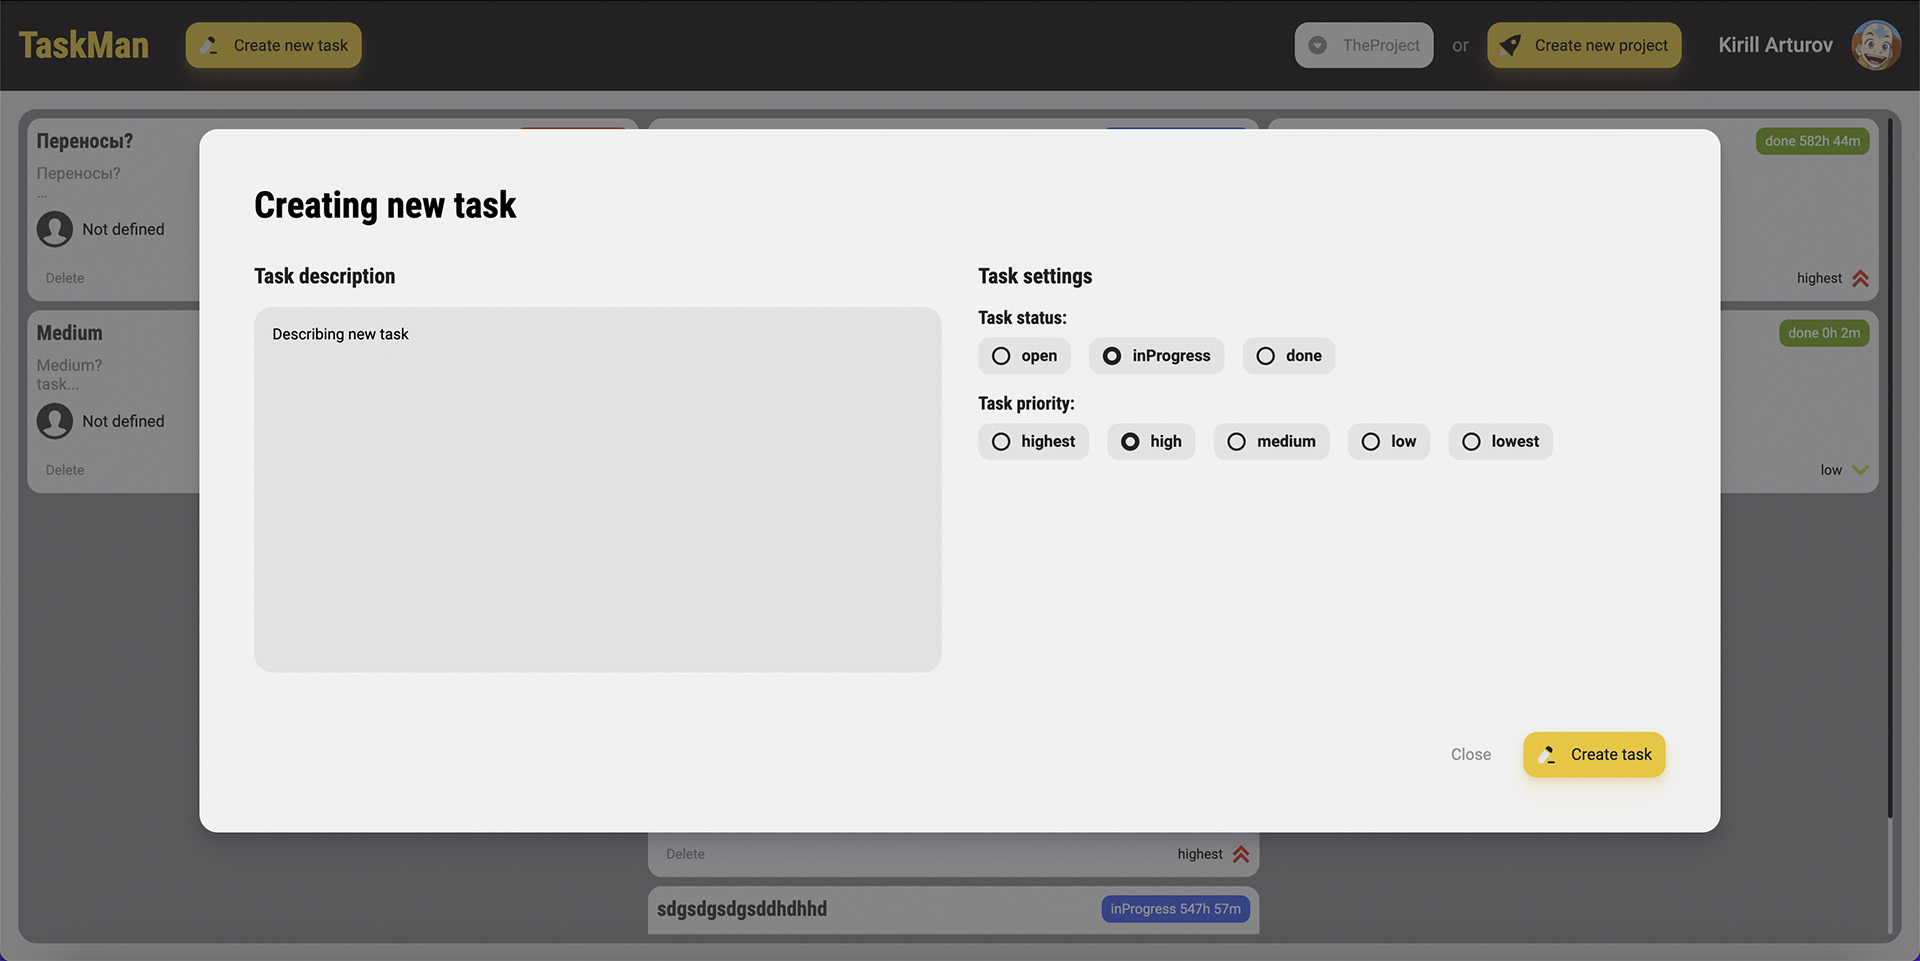 TaskMan
Create new task
TheProject
or
Create new project
Kirill Arturov
Переносы?
Переносы?
...
Not defined
Delete
Medium
Medium?
task...
Not defined
Delete
Creating new task
Task description
Describing new task
Task settings
Task status:
open
inProgress
done
Task priority:
highest
high
medium
low
lowest
Close
Create task
done 582h 44m
highest
done 0h 2m
low
Delete
highest
sdgsdgsdgsddhdhhd
inProgress 547h 57m